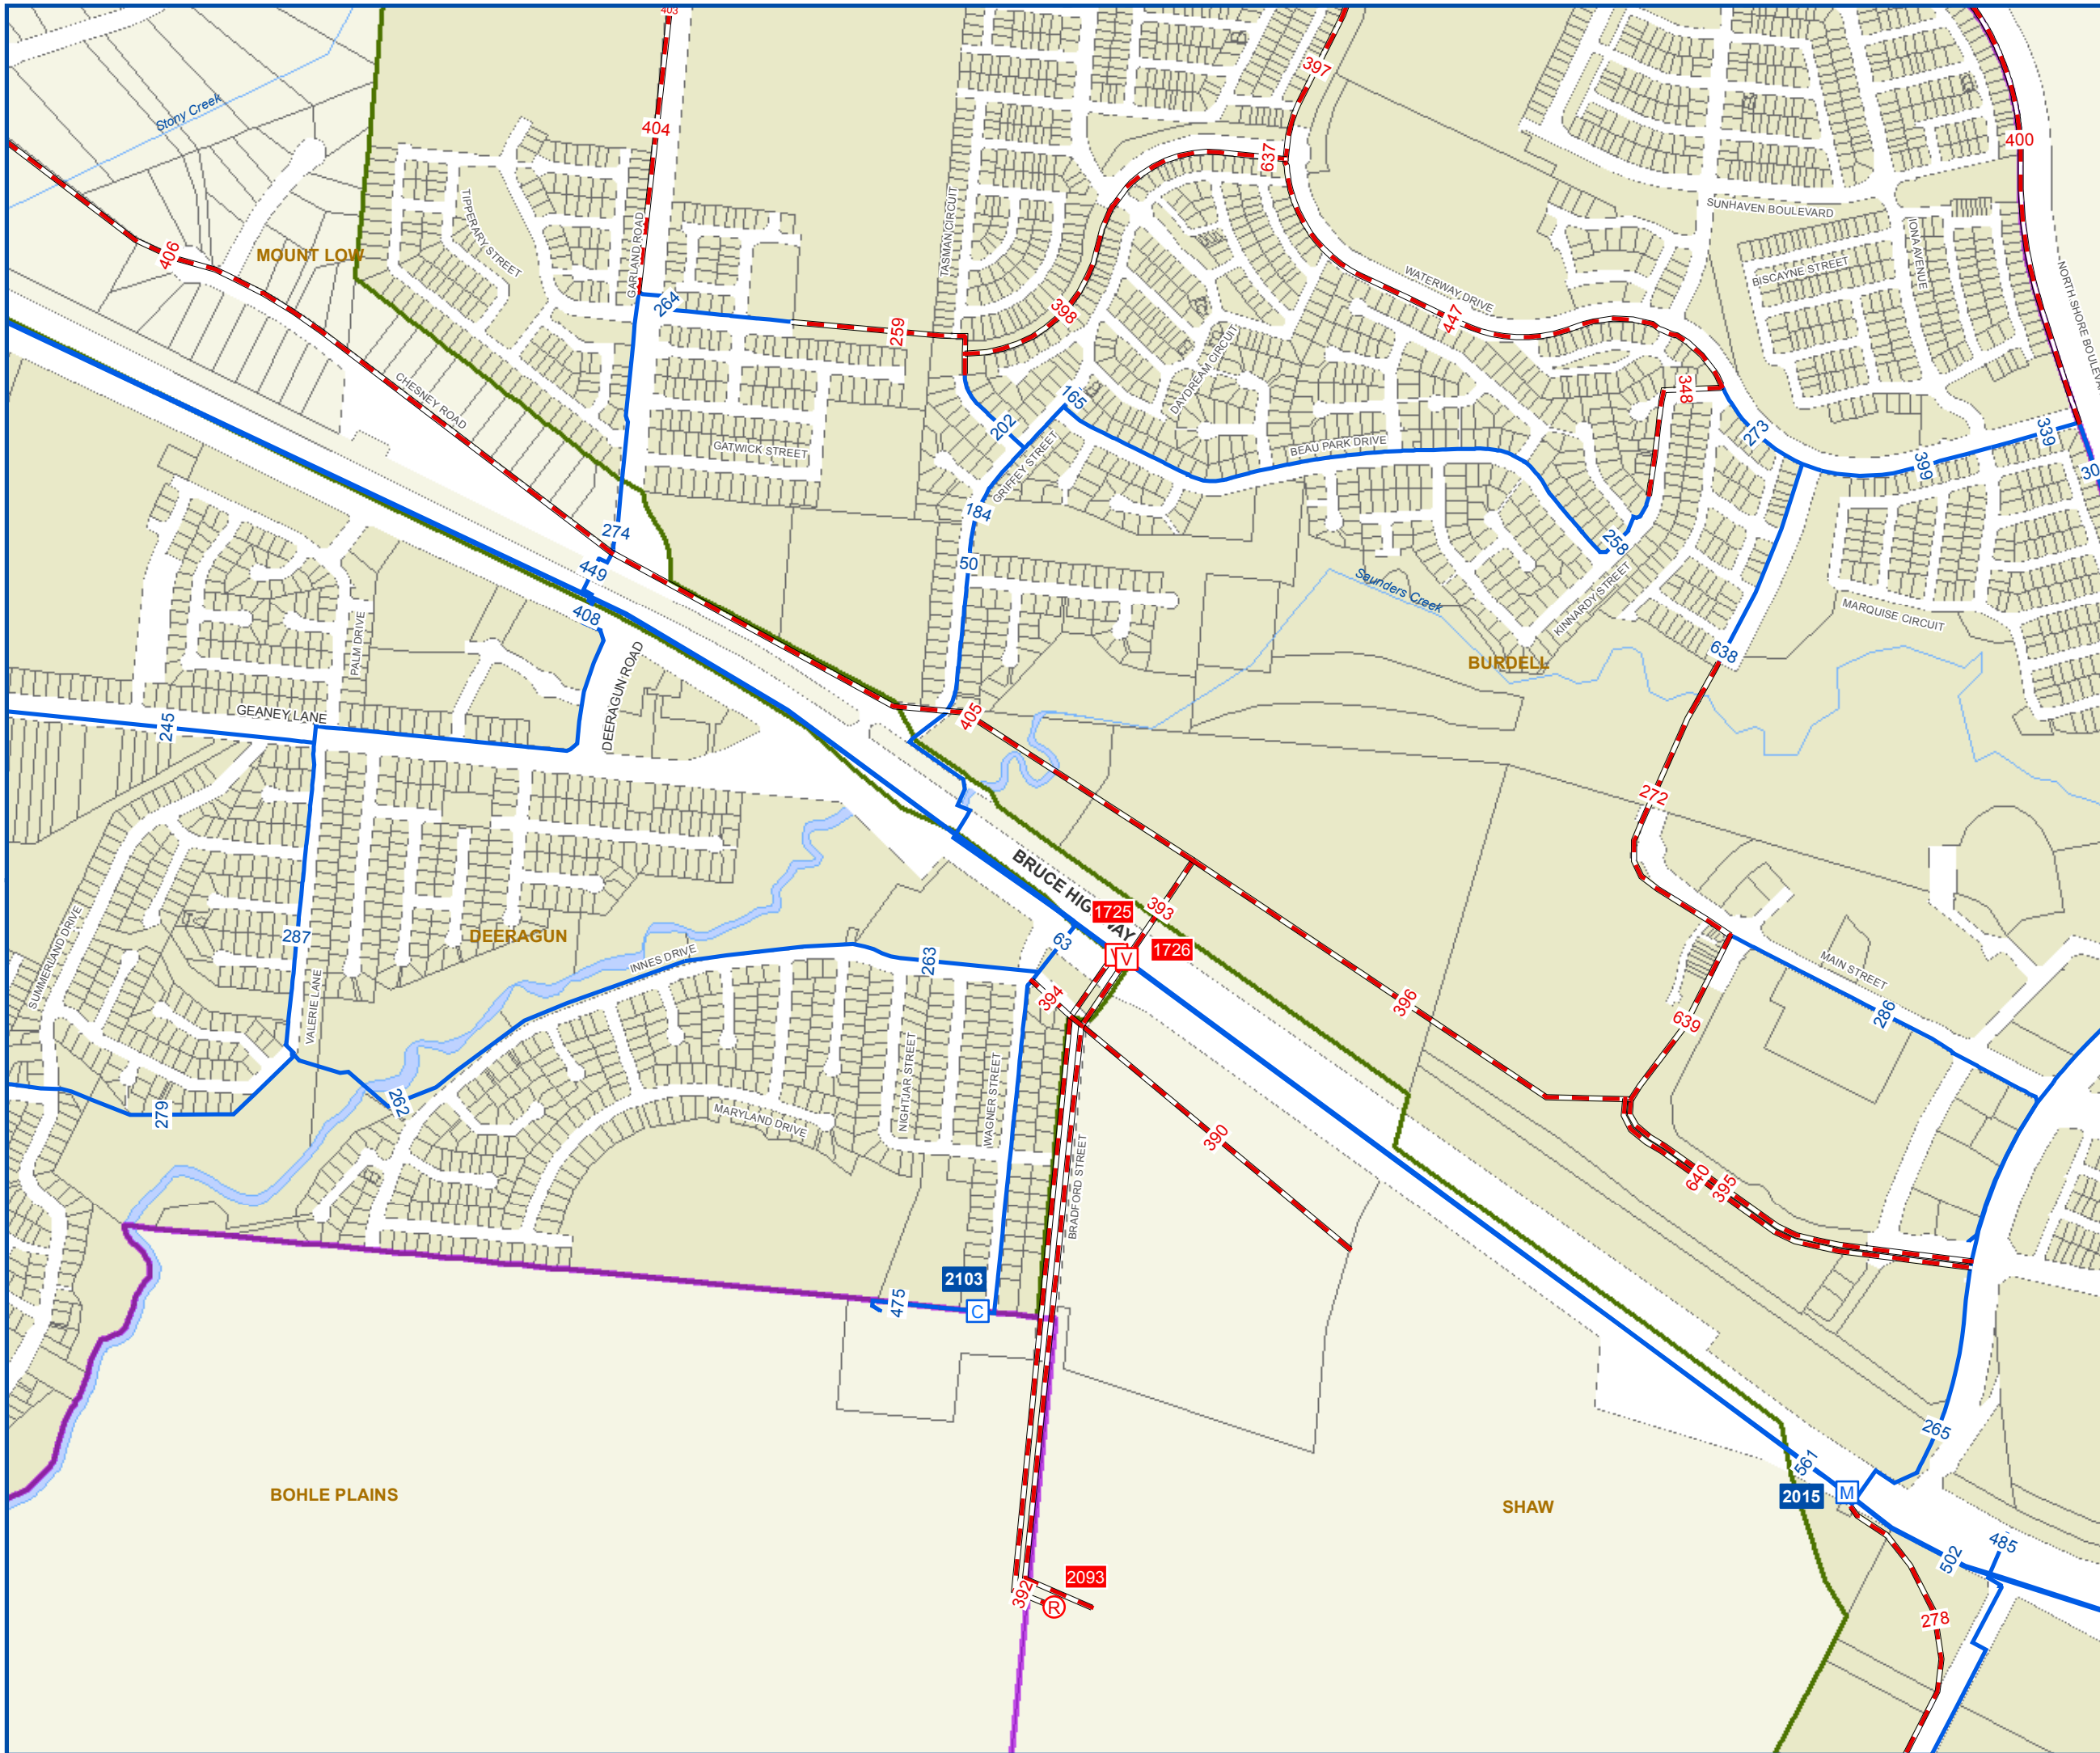 403
397
Stony Creek
404
637
400
TIPPERARY STREET
TASMAN CIRCUIT
SUNHAVEN BOULEVARD
GARLAND ROAD
406
MOUNT LOW
IONA AVENUE
BISCAYNE STREET
WATERWAY DRIVE
264
398
447
259
CHESNEY ROAD
DAYDREAM CIRCUIT
348
165
202
273
339
GATWICK STREET
GRIFFEY STREET
BEAU PARK DRIVE
399
30
184
274
258
50
449
408
Saunders Creek
KINNARDY STREET
MARQUISE CIRCUIT
PALM DRIVE
DEERAGUN ROAD
638
BURDELL
GEANEY LANE
245
405
272
BRUCE HIGHWAY
393
1725
1726
V
SUMMERLAND DRIVE
287
DEERAGUN
63
INNES DRIVE
263
MAIN STREET
VALERIE LANE
394
396
286
639
NIGHTJAR STREET
WAGNER STREET
279
262
MARYLAND DRIVE
390
BRADFORD STREET
640
395
2103
475
C
265
561
BOHLE PLAINS
2015
M
SHAW
485
502
2093
392
R
278